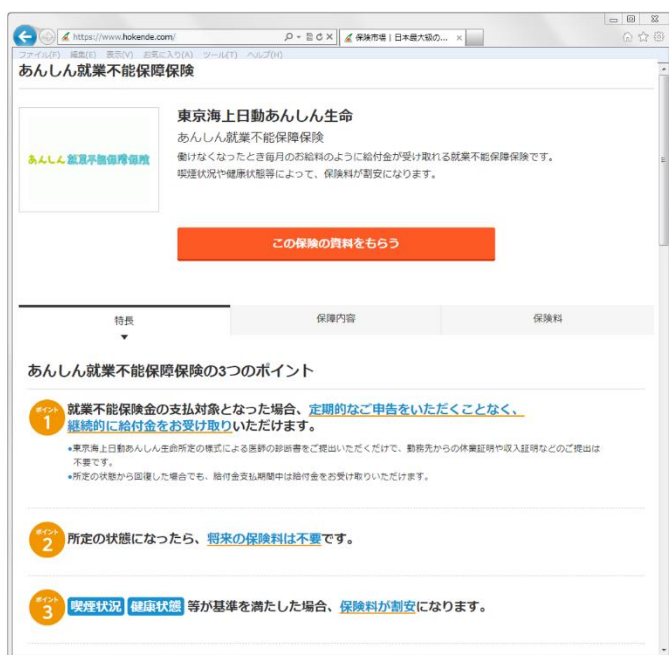 https://www.hokende.com/
保険市場 | 日本最大級の...
ファイル(F) 編集(E) 表示(V) お気に入り(A) ツール(T) ヘルプ(H)
あんしん就業不能保障保険
東京海上日動あんしん生命
あんしん就業不能保障保険
あんしん就業不能保障保険
働けなくなったとき毎月のお給料のように給付金が受け取れる就業不能保障保険です。
喫煙状況や健康状態等によって、保険料が割安になります。
この保険の資料をもらう
特長 保障内容 保険料
あんしん就業不能保障保険の3つのポイント
ポイント1 就業不能保険金の支払対象となった場合、定期的なご申告をいただくことなく、
継続的に給付金をお受け取りいただけます。
●東京海上日動あんしん生命所定の様式による医師の診断書をご提出いただくだけで、勤務先からの休業証明や収入証明などのご提出は
不要です。
●所定の状態から回復した場合でも、給付金支払期間中は給付金をお受け取りいただけます。
ポイント2 所定の状態になったら、将来の保険料は不要です。
ポイント3 喫煙状況 健康状態 等が基準を満たした場合、保険料が割安になります。